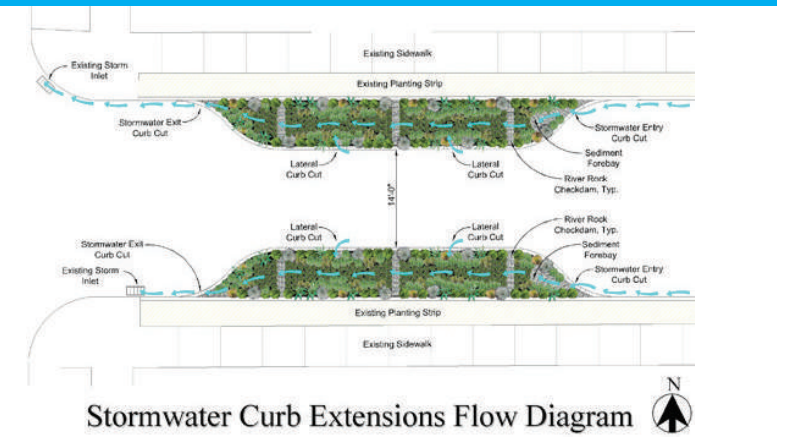 Existing Sidewalk
Existing Storm
Inlet
Existing Planting Strip
Stormwater Exit
Curb Cut
Stormwater Entry
Curb Cut
Lateral
Curb Cut
Lateral
Curb Cut
Sediment
Forebay
River Rock
Checkdam, Typ.
14'-0"
Lateral
Curb Cut
Lateral
Curb Cut
River Rock
Checkdam, Typ.
Stormwater Exit
Curb Cut
Sediment
Forebay
Existing Storm
Inlet
Stormwater Entry
Curb Cut
Existing Planting Strip
Existing Sidewalk
N
Stormwater Curb Extensions Flow Diagram